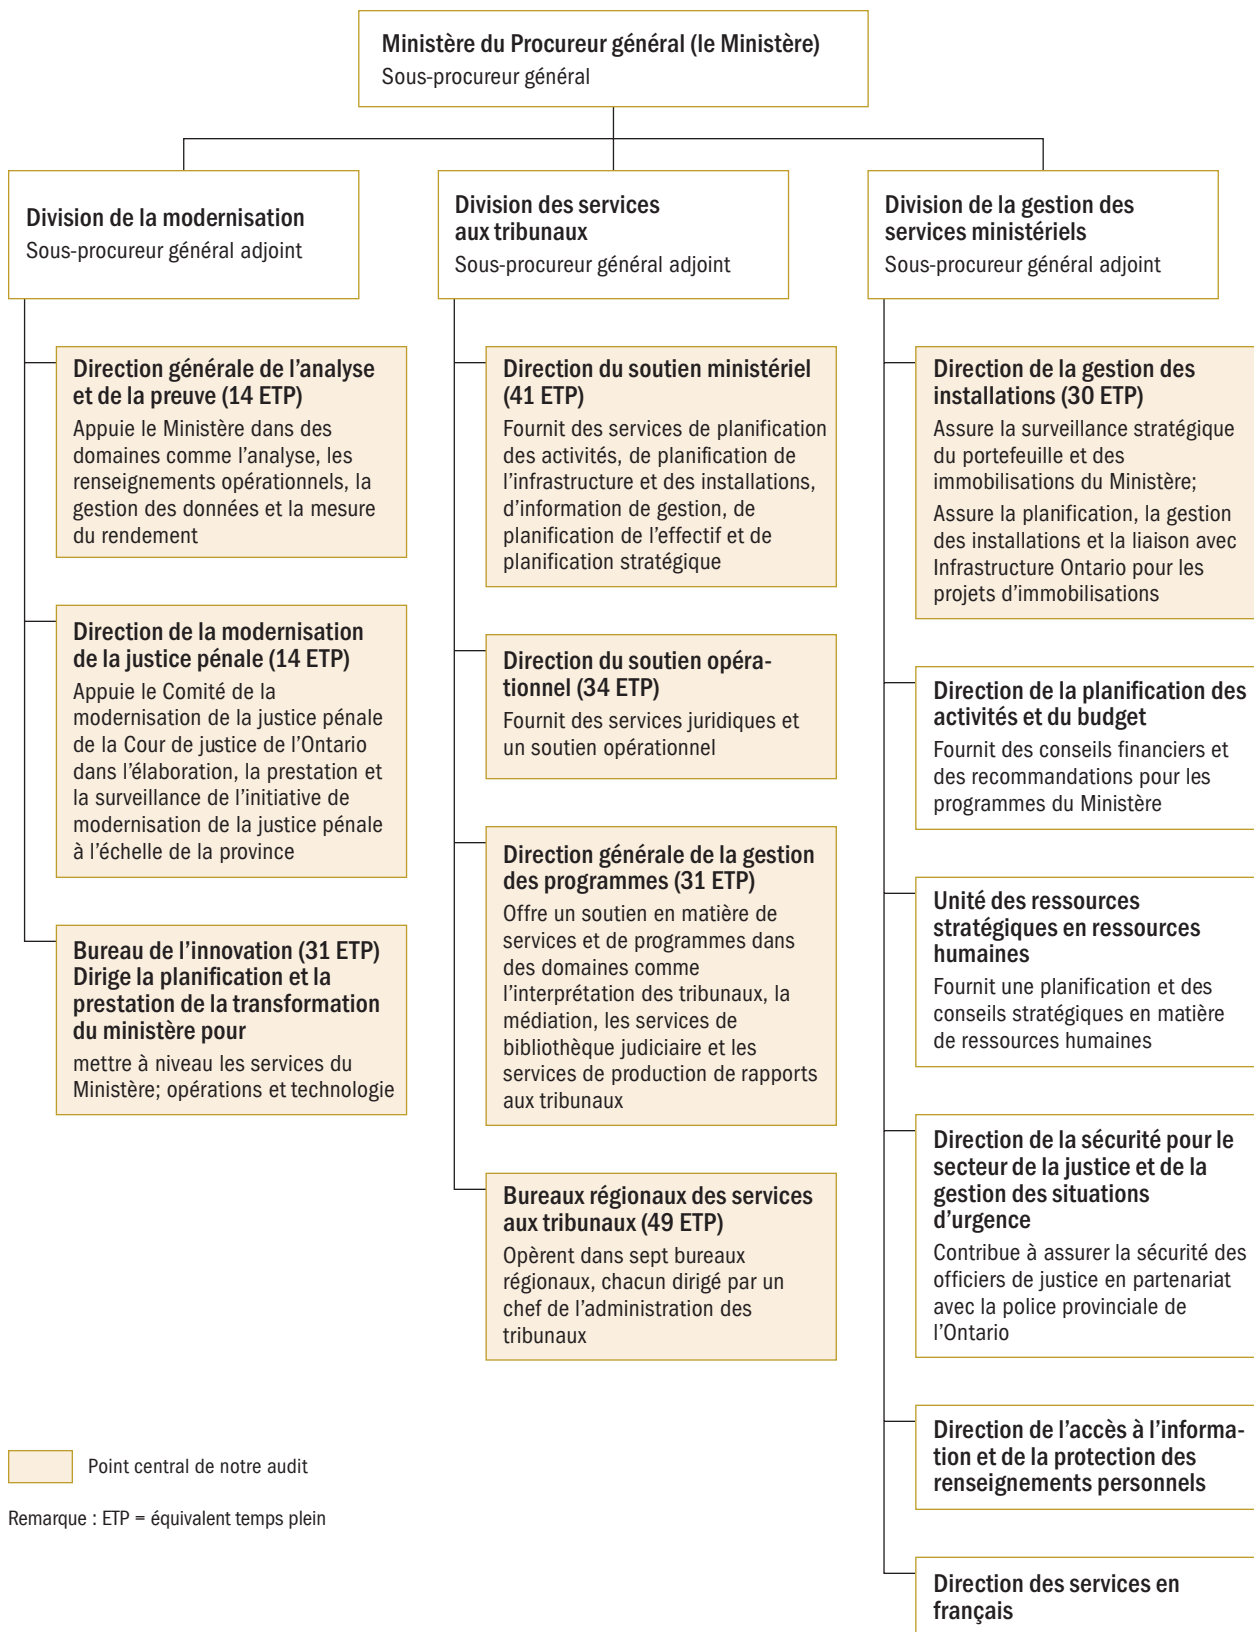 Ministère du Procureur général (le Ministère)
Sous-procureur général
Division de la modernisation
Sous-procureur général adjoint
Direction générale de l’analyse
et de la preuve (14 ETP)
Appuie le Ministère dans des
domaines comme l’analyse, les
renseignements opérationnels, la
gestion des données et la mesure
du rendement
Direction de la modernisation
de la justice pénale (14 ETP)
Appuie le Comité de la
modernisation de la justice pénale
de la Cour de justice de l’Ontario
dans l’élaboration, la prestation et
la surveillance de l’initiative de
modernisation de la justice pénale
à l’échelle de la province
Bureau de l’innovation (31 ETP)
Dirige la planification et la
prestation de la transformation
du ministère pour
mettre à niveau les services du
Ministère; opérations et technologie
Division des services
aux tribunaux
Sous-procureur général adjoint
Direction du soutien ministériel
(41 ETP)
Fournit des services de planification
des activités, de planification de
l’infrastructure et des installations,
d’information de gestion, de
planification de l’effectif et de
planification stratégique
Direction du soutien opéra-
tionnel (34 ETP)
Fournit des services juridiques et
un soutien opérationnel
Direction générale de la gestion
des programmes (31 ETP)
Offre un soutien en matière de
services et de programmes dans
des domaines comme
l’interprétation des tribunaux, la
médiation, les services de
bibliothèque judiciaire et les
services de production de rapports
aux tribunaux
Bureaux régionaux des services
aux tribunaux (49 ETP)
Opèrent dans sept bureaux
régionaux, chacun dirigé par un
chef de l’administration des
tribunaux
Division de la gestion des
services ministériels
Sous-procureur général adjoint
Direction de la gestion des
installations (30 ETP)
Assure la surveillance stratégique
du portefeuille et des
immobilisations du Ministère;
Assure la planification, la gestion
des installations et la liaison avec
Infrastructure Ontario pour les
projets d’immobilisations
Direction de la planification des
activités et du budget
Fournit des conseils financiers et
des recommandations pour les
programmes du Ministère
Unité des ressources
stratégiques en ressources
humaines
Fournit une planification et des
conseils stratégiques en matière
de ressources humaines
Direction de la sécurité pour le
secteur de la justice et de la
gestion des situations
d’urgence
Contribue à assurer la sécurité des
officiers de justice en partenariat
avec la police provinciale de
l’Ontario
Direction de l’accès à l’informa-
tion et de la protection des
renseignements personnels
Direction des services en
français
Point central de notre audit
Remarque : ETP = équivalent temps plein